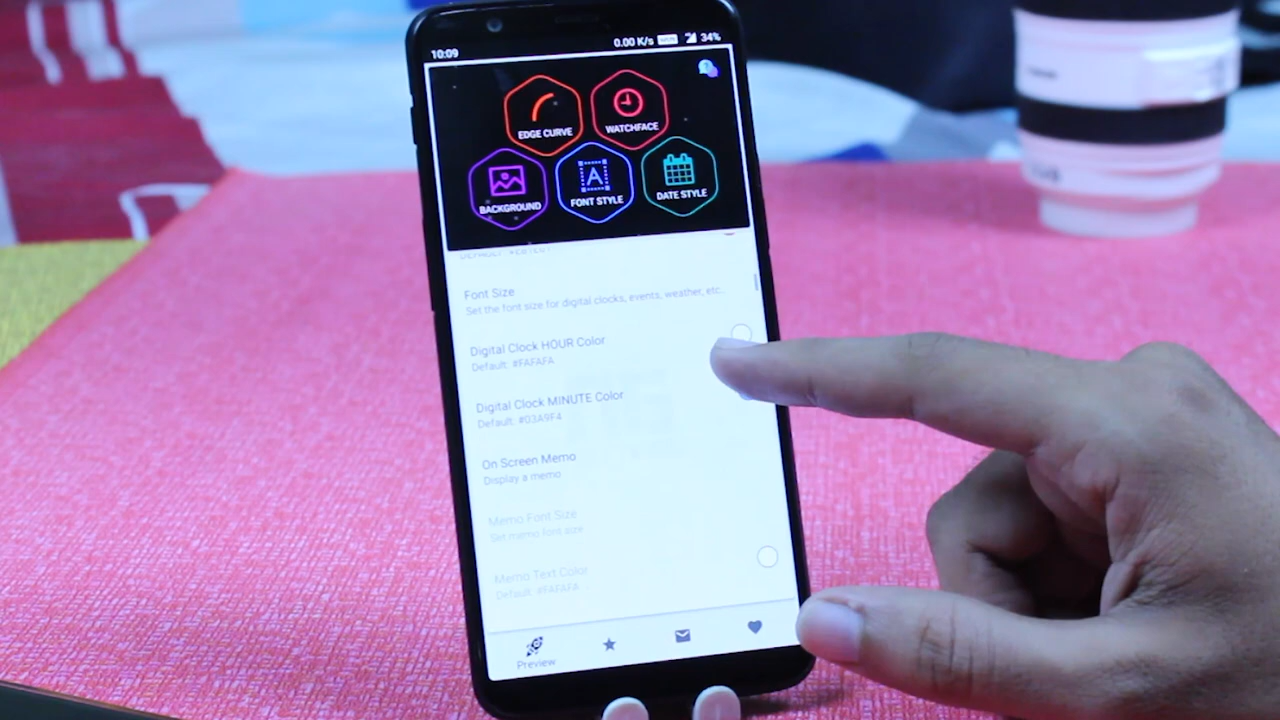 10:09
0.00 K/s
34%
EDGE CURVE
WATCHFACE
BACKGROUND
FONT STYLE
DATE STYLE
Font Size
Set the font size for digital clocks, events, weather, etc.
Digital Clock HOUR Color
Default: #FAFAFA
Digital Clock MINUTE Color
Default: #03A9F4
On Screen Memo
Display a memo
Memo Font Size
Set memo font size
Memo Text Color
Default: #FAFAFA
Preview